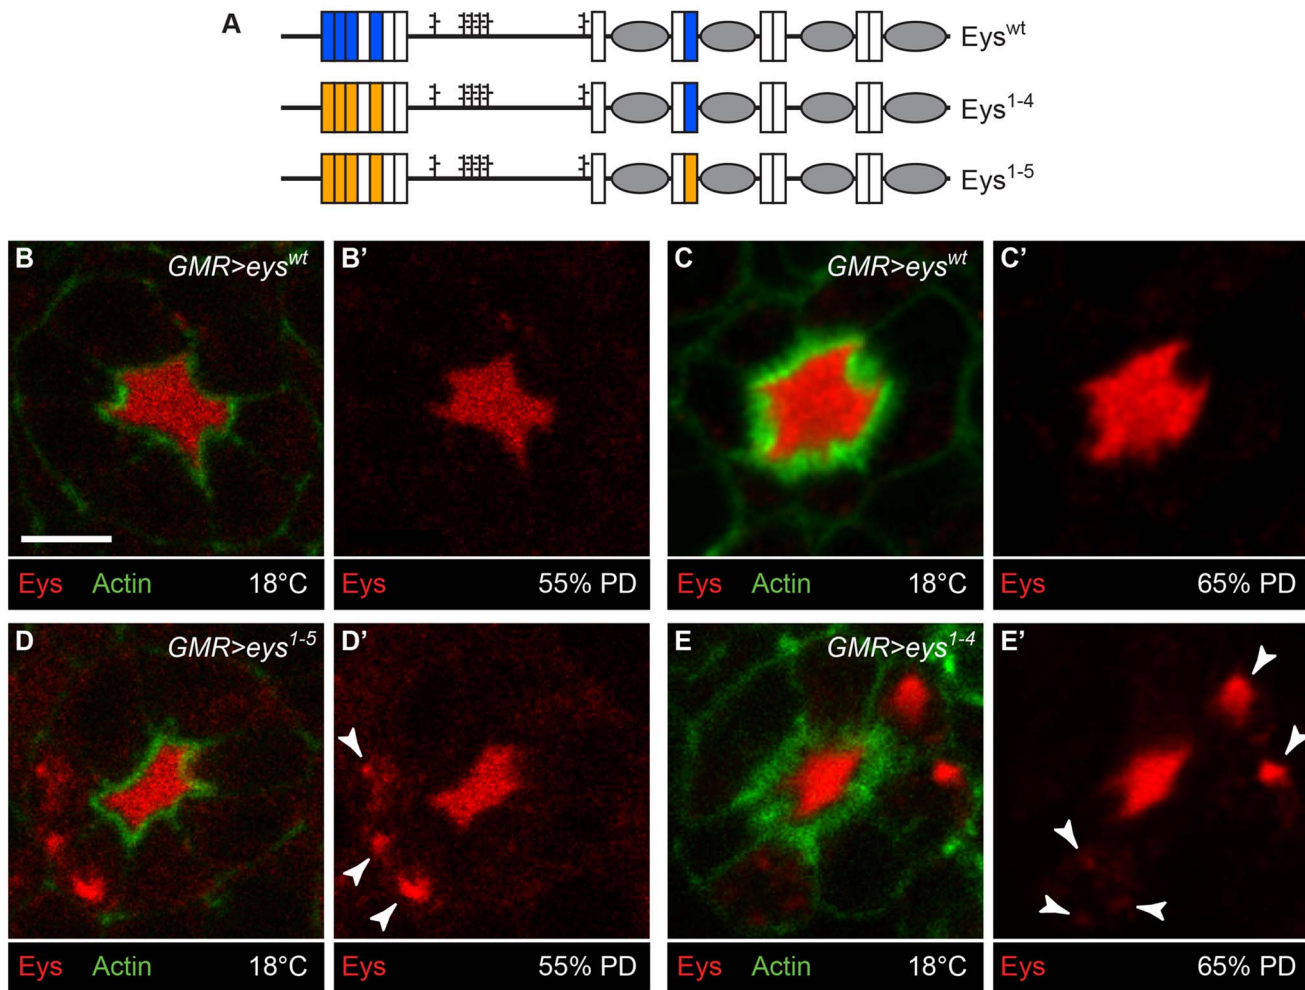 A
Eys^wt
Eys^1-4
Eys^1-5
B GMR>eys^wt B’ C GMR>eys^wt C’
Eys Actin 18°C Eys 55% PD Eys Actin 18°C Eys 65% PD
D GMR>eys^1-5 D’ E GMR>eys^1-4 E’
Eys Actin 18°C Eys 55% PD Eys Actin 18°C Eys 65% PD